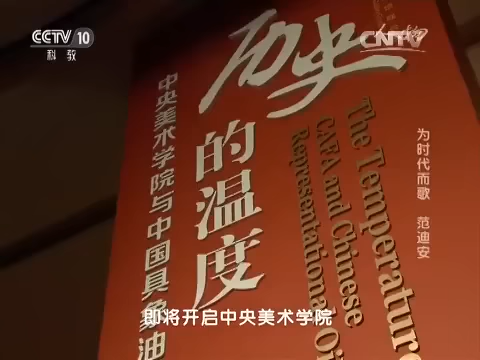 CCTV 10
科教
CNTV
历史
的温度
中央美术学院与中国具象油
The Temperature
CAFA and Chinese
Representational O
为时代而歌 范迪安
即将开启中央美术学院